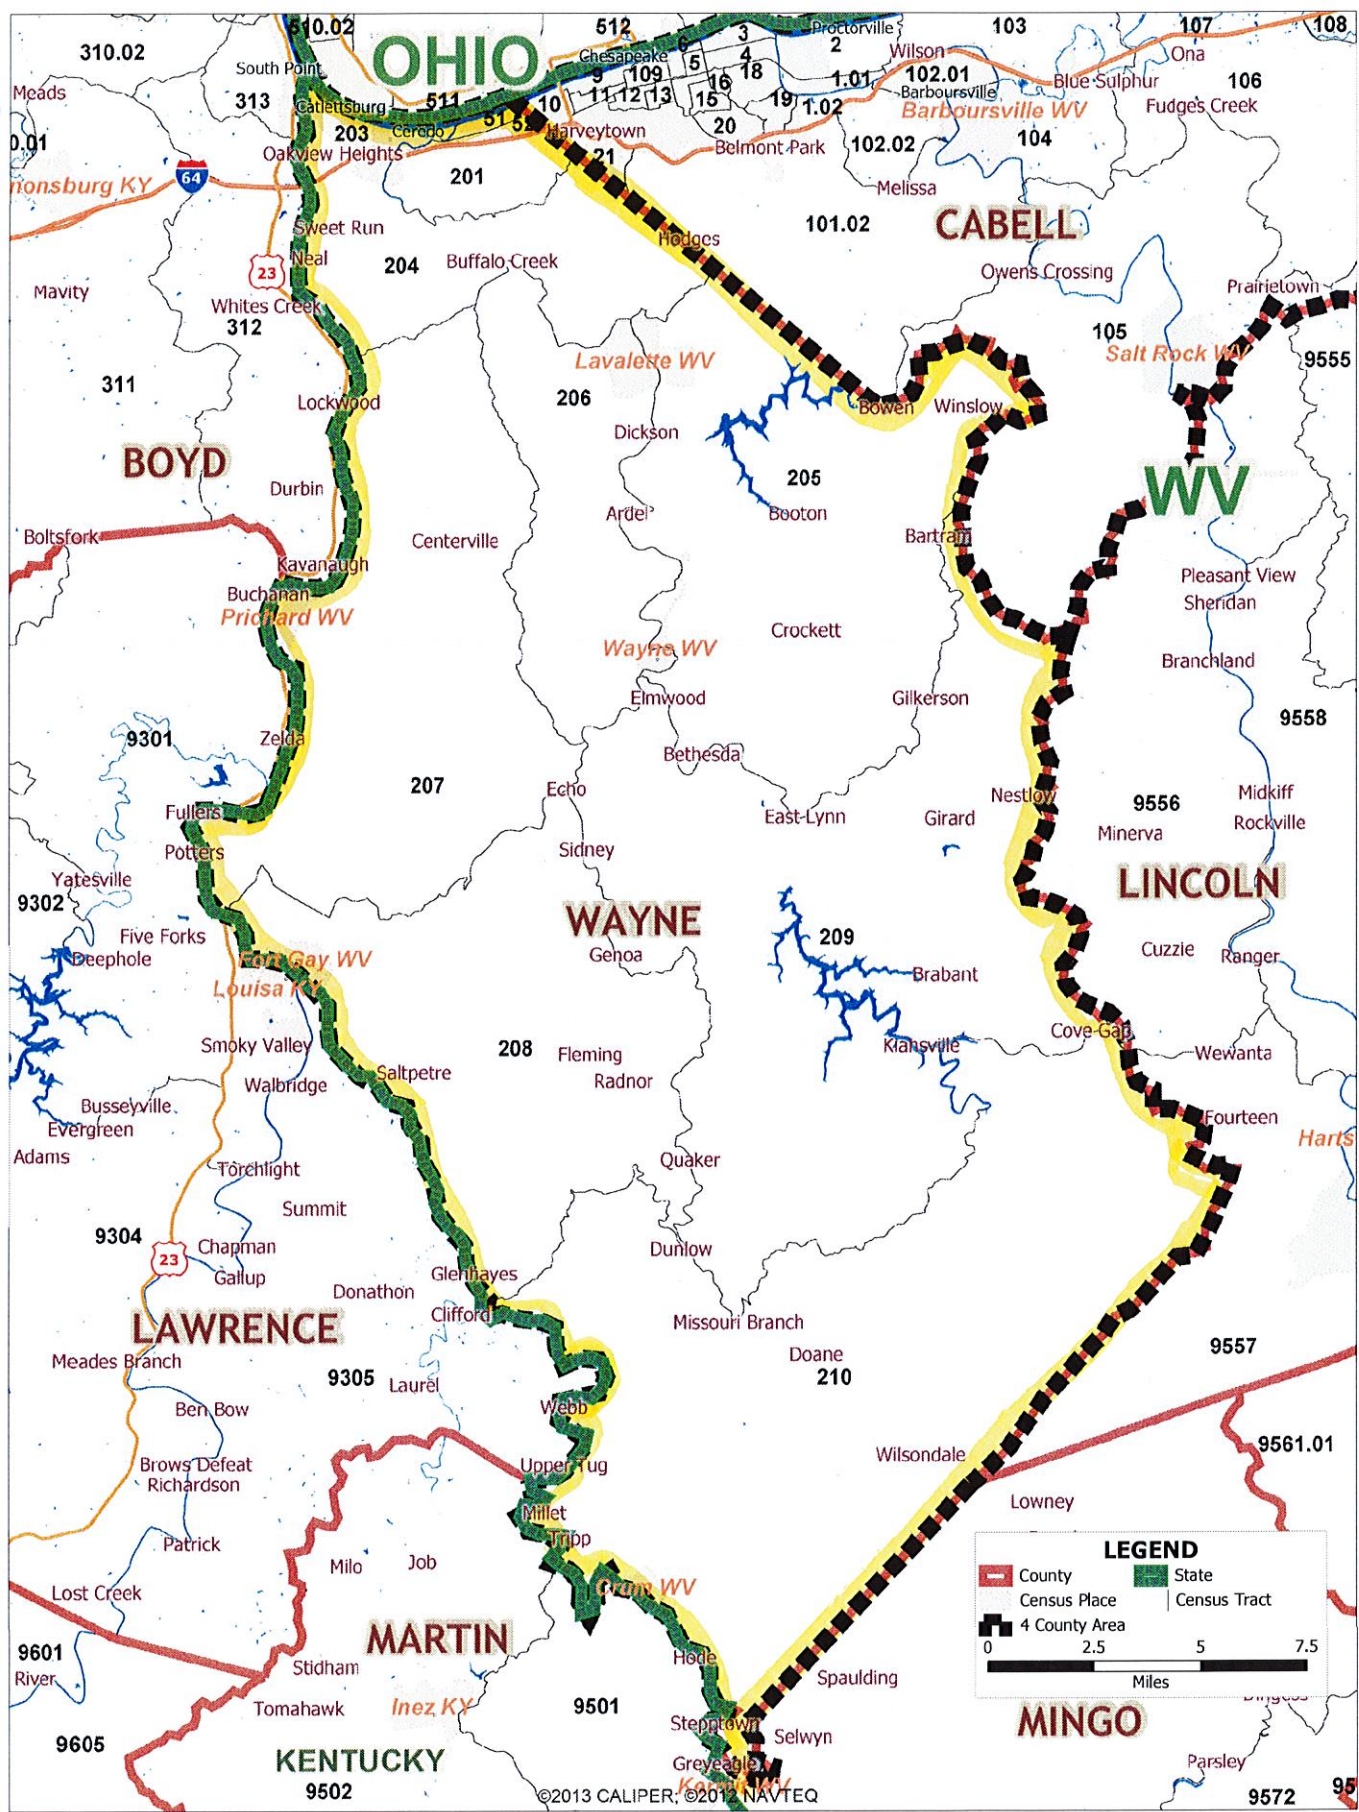 510.02
512
3
Proctorville
103
107
108
310.02
OHIO
Chesapeake
6
2
Wilson
Ona
South Point
5
4
Meads
9
109
16
18
1.01
102.01
Blue Sulphur
106
313
Catlettsburg
511
10
11
12
13
15
19
1.02
Barboursville
Barboursville WV
Fudges Creek
0.01
203
Ceredo
51
52
Harveytown
20
104
Oakview Heights
21
Belmont Park
102.02
nonsburg KY
64
201
Melissa
Sweet Run
101.02
CABELL
Hodges
23
Neal
204
Buffalo Creek
Owens Crossing
Mavity
Whites Creek
Prairietown
312
105
Lavalette WV
Salt Rock WV
9555
311
206
Lockwood
Bowen
Winslow
Dickson
BOYD
205
WV
Durbin
Ardel
Booton
Boltsfork
Centerville
Bartram
Kavanaugh
Pleasant View
Buchanan
Sheridan
Prichard WV
Crockett
Wayne WV
Branchland
Elmwood
Gilkerson
9558
9301
Zelda
Bethesda
207
Echo
Nestlow
9556
Midkiff
Fullers
East-Lynn
Girard
Rockville
Minerva
Potters
Sidney
Yatesville
LINCOLN
9302
WAYNE
Five Forks
209
Cuzzie
Deephole
Fort Gay WV
Genoa
Ranger
Louisa KY
Brabant
Cove-Gap
Smoky Valley
208
Fleming
Kiahsville
Wewanta
Saltpetre
Radnor
Walbridge
Busseyville
Fourteen
Evergreen
Harts
Adams
Torchlight
Quaker
Summit
9304
Chapman
Dunlow
23
Gallup
Glenhayes
Donathon
Clifford
LAWRENCE
Missouri Branch
9557
Meades Branch
Doane
9305
Laurel
210
Ben Bow
Webb
9561.01
Wilsondale
Brows Defeat
Upper Tug
Richardson
Lowney
Millet
Patrick
Tripp
LEGEND
Milo
Job
County
State
Lost Creek
Crum WV
Census Place
Census Tract
4 County Area
MARTIN
0
2.5
5
7.5
9601
Hode
Miles
River
Stidham
Spaulding
Tomahawk
Inez KY
9501
MINGO
Stepptown
Selwyn
9605
KENTUCKY
Greyeagle
Parsley
9502
Kermit WV
©2013 CALIPER; ©2012 NAVTEQ
9572
95